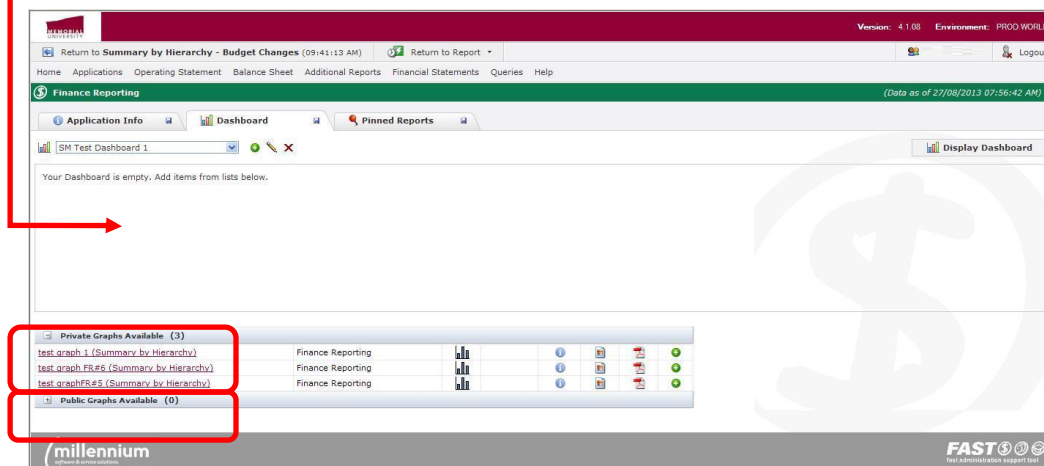 MEMORIAL
UNIVERSITY
Version: 4.1.08 Environment: PROD.WORL
Return to Summary by Hierarchy - Budget Changes (09:41:13 AM) Return to Report
Logou
Home Applications Operating Statement Balance Sheet Additional Reports Financial Statements Queries Help
Finance Reporting (Data as of 27/08/2013 07:56:42 AM)
Application Info Dashboard Pinned Reports
SM Test Dashboard 1 Display Dashboard
Your Dashboard is empty. Add items from lists below.
Private Graphs Available (3)
test graph 1 (Summary by Hierarchy) Finance Reporting
test graph FR#6 (Summary by Hierarchy) Finance Reporting
test graphFR#5 (Summary by Hierarchy) Finance Reporting
Public Graphs Available (0)
millennium FAST
software & service solutions fast administration support tool